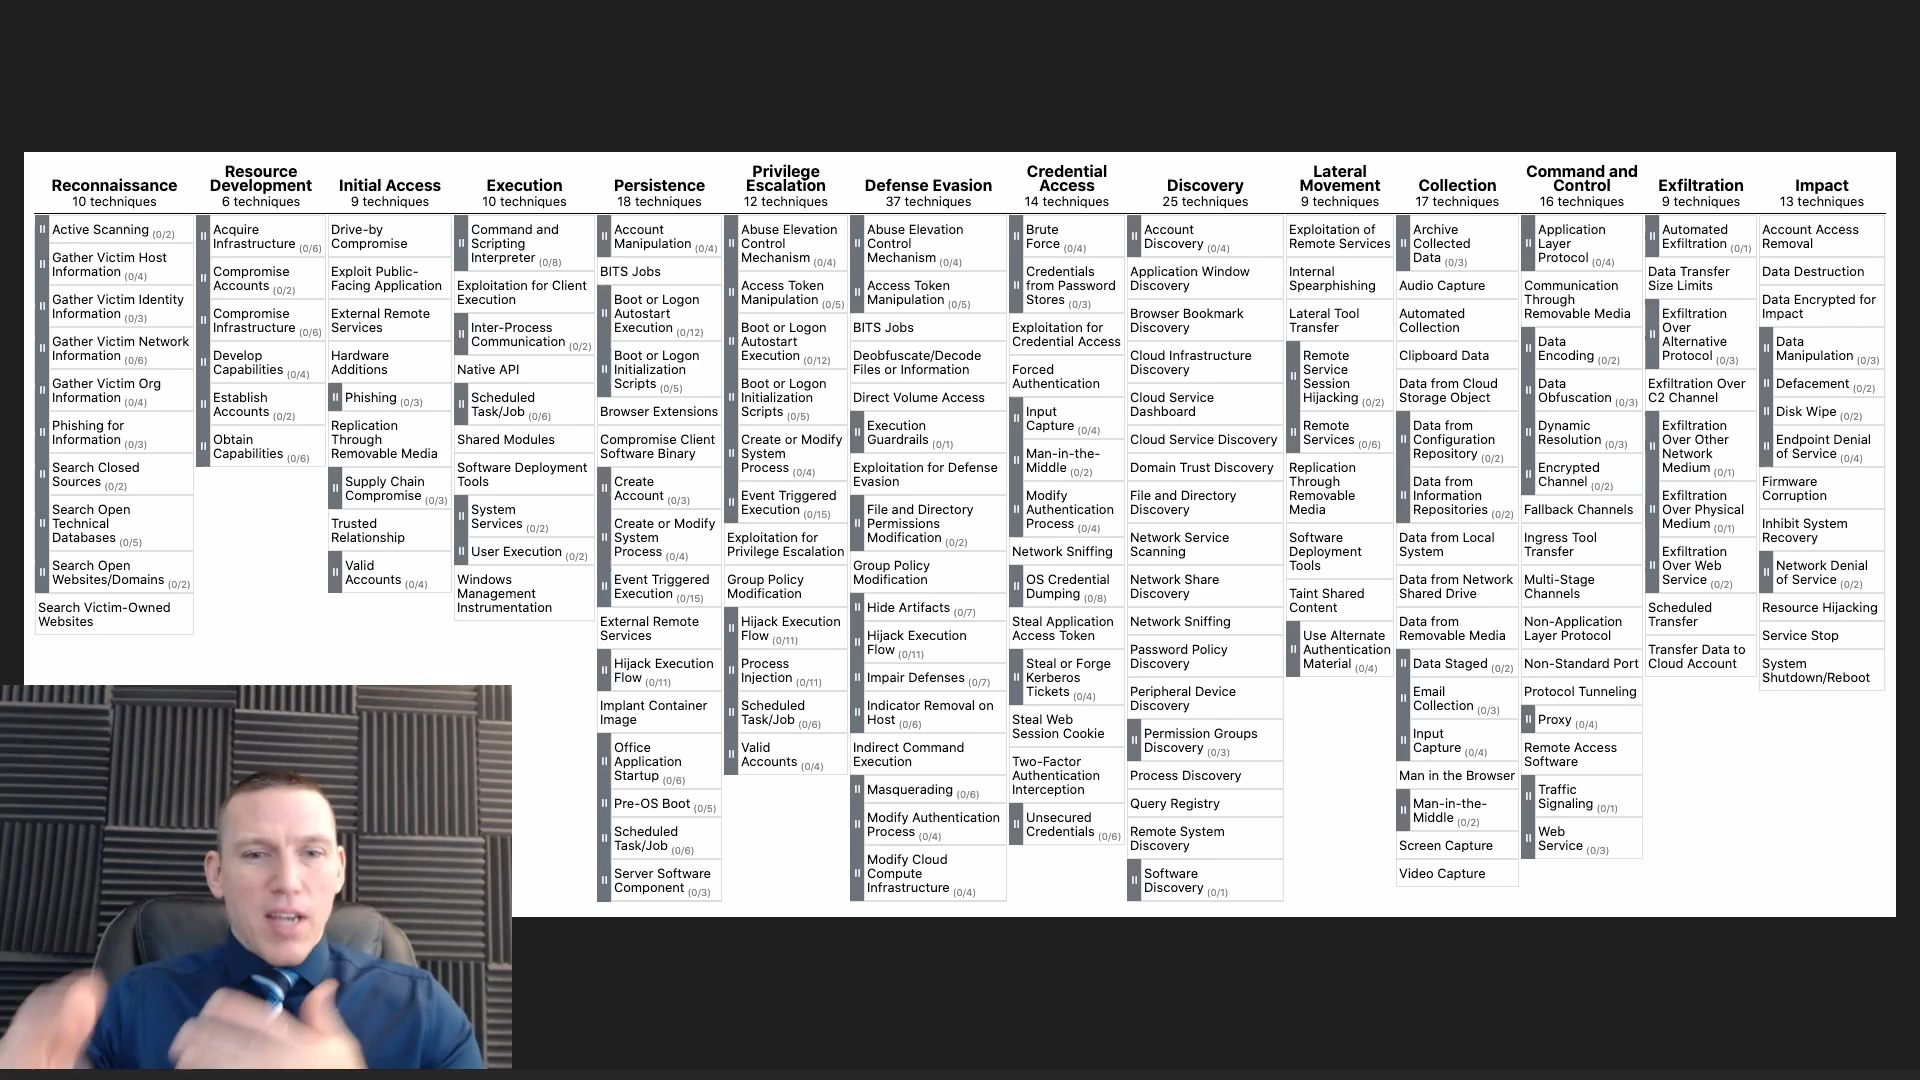 Reconnaissance
10 techniques
Active Scanning (0/2)
Gather Victim Host
Information (0/4)
Gather Victim Identity
Information (0/3)
Gather Victim Network
Information (0/6)
Gather Victim Org
Information (0/4)
Phishing for
Information (0/3)
Search Closed
Sources (0/2)
Search Open
Technical
Databases (0/5)
Search Open
Websites/Domains (0/2)
Search Victim-Owned
Websites
Resource
Development
6 techniques
Acquire
Infrastructure (0/6)
Compromise
Accounts (0/2)
Compromise
Infrastructure (0/6)
Develop
Capabilities (0/4)
Establish
Accounts (0/2)
Obtain
Capabilities (0/6)
Initial Access
9 techniques
Drive-by
Compromise
Exploit Public-
Facing Application
External Remote
Services
Hardware
Additions
Phishing (0/3)
Replication
Through
Removable Media
Supply Chain
Compromise (0/3)
Trusted
Relationship
Valid
Accounts (0/4)
Execution
10 techniques
Command and
Scripting
Interpreter (0/8)
Exploitation for Client
Execution
Inter-Process
Communication (0/2)
Native API
Scheduled
Task/Job (0/6)
Shared Modules
Software Deployment
Tools
System
Services (0/2)
User Execution (0/2)
Windows
Management
Instrumentation
Persistence
18 techniques
Account
Manipulation (0/4)
BITS Jobs
Boot or Logon
Autostart
Execution (0/12)
Boot or Logon
Initialization
Scripts (0/5)
Browser Extensions
Compromise Client
Software Binary
Create
Account (0/3)
Create or Modify
System
Process (0/4)
Event Triggered
Execution (0/15)
External Remote
Services
Hijack Execution
Flow (0/11)
Implant Container
Image
Office
Application
Startup (0/6)
Pre-OS Boot (0/5)
Scheduled
Task/Job (0/6)
Server Software
Component (0/3)
Privilege
Escalation
12 techniques
Abuse Elevation
Control
Mechanism (0/4)
Access Token
Manipulation (0/5)
Boot or Logon
Autostart
Execution (0/12)
Boot or Logon
Initialization
Scripts (0/5)
Create or Modify
System
Process (0/4)
Event Triggered
Execution (0/15)
Exploitation for
Privilege Escalation
Group Policy
Modification
Hijack Execution
Flow (0/11)
Process
Injection (0/11)
Scheduled
Task/Job (0/6)
Valid
Accounts (0/4)
Defense Evasion
37 techniques
Abuse Elevation
Control
Mechanism (0/4)
Access Token
Manipulation (0/5)
BITS Jobs
Deobfuscate/Decode
Files or Information
Direct Volume Access
Execution
Guardrails (0/1)
Exploitation for Defense
Evasion
File and Directory
Permissions
Modification (0/2)
Group Policy
Modification
Hide Artifacts (0/7)
Hijack Execution
Flow (0/11)
Impair Defenses (0/7)
Indicator Removal on
Host (0/6)
Indirect Command
Execution
Masquerading (0/6)
Modify Authentication
Process (0/4)
Modify Cloud
Compute
Infrastructure (0/4)
Credential
Access
14 techniques
Brute
Force (0/4)
Credentials
from Password
Stores (0/3)
Exploitation for
Credential Access
Forced
Authentication
Input
Capture (0/4)
Man-in-the-
Middle (0/2)
Modify
Authentication
Process (0/4)
Network Sniffing
OS Credential
Dumping (0/8)
Steal Application
Access Token
Steal or Forge
Kerberos
Tickets (0/4)
Steal Web
Session Cookie
Two-Factor
Authentication
Interception
Unsecured
Credentials (0/6)
Discovery
25 techniques
Account
Discovery (0/4)
Application Window
Discovery
Browser Bookmark
Discovery
Cloud Infrastructure
Discovery
Cloud Service
Dashboard
Cloud Service Discovery
Domain Trust Discovery
File and Directory
Discovery
Network Service
Scanning
Network Share
Discovery
Network Sniffing
Password Policy
Discovery
Peripheral Device
Discovery
Permission Groups
Discovery (0/3)
Process Discovery
Query Registry
Remote System
Discovery
Software
Discovery (0/1)
Lateral
Movement
9 techniques
Exploitation of
Remote Services
Internal
Spearphishing
Lateral Tool
Transfer
Remote
Service
Session
Hijacking (0/2)
Remote
Services (0/6)
Replication
Through
Removable
Media
Software
Deployment
Tools
Taint Shared
Content
Use Alternate
Authentication
Material (0/4)
Collection
17 techniques
Archive
Collected
Data (0/3)
Audio Capture
Automated
Collection
Clipboard Data
Data from Cloud
Storage Object
Data from
Configuration
Repository (0/2)
Data from
Information
Repositories (0/2)
Data from Local
System
Data from Network
Shared Drive
Data from
Removable Media
Data Staged (0/2)
Email
Collection (0/3)
Input
Capture (0/4)
Man in the Browser
Man-in-the-
Middle (0/2)
Screen Capture
Video Capture
Command and
Control
16 techniques
Application
Layer
Protocol (0/4)
Communication
Through
Removable Media
Data
Encoding (0/2)
Data
Obfuscation (0/3)
Dynamic
Resolution (0/3)
Encrypted
Channel (0/2)
Fallback Channels
Ingress Tool
Transfer
Multi-Stage
Channels
Non-Application
Layer Protocol
Non-Standard Port
Protocol Tunneling
Proxy (0/4)
Remote Access
Software
Traffic
Signaling (0/1)
Web
Service (0/3)
Exfiltration
9 techniques
Automated
Exfiltration (0/1)
Data Transfer
Size Limits
Exfiltration
Over
Alternative
Protocol (0/3)
Exfiltration Over
C2 Channel
Exfiltration
Over Other
Network
Medium (0/1)
Exfiltration
Over Physical
Medium (0/1)
Exfiltration
Over Web
Service (0/2)
Scheduled
Transfer
Transfer Data to
Cloud Account
Impact
13 techniques
Account Access
Removal
Data Destruction
Data Encrypted for
Impact
Data
Manipulation (0/3)
Defacement (0/2)
Disk Wipe (0/2)
Endpoint Denial
of Service (0/4)
Firmware
Corruption
Inhibit System
Recovery
Network Denial
of Service (0/2)
Resource Hijacking
Service Stop
System
Shutdown/Reboot